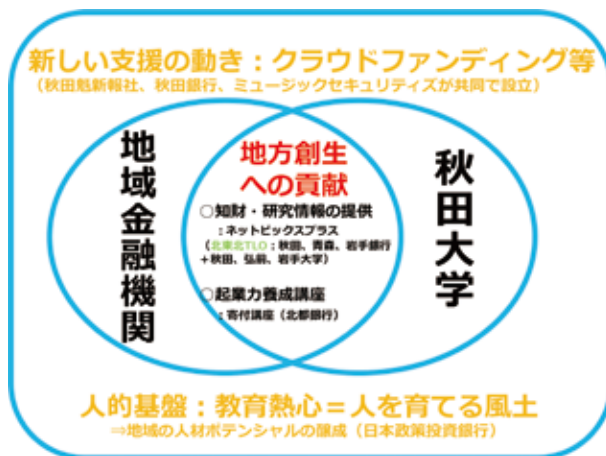 新しい支援の動き：クラウドファンディング等
（秋田魁新報社、秋田銀行、ミュージックセキュリティズが共同で設立）
地域金融機関
地方創生
への貢献
○知財・研究情報の提供
：ネットビックスプラス
（北東北TLO：秋田、青森、岩手銀行
＋秋田、弘前、岩手大学）
○起業力養成講座
：寄付講座（北都銀行）
秋田大学
人的基盤：教育熱心＝人を育てる風土
⇒地域の人材ポテンシャルの醸成（日本政策投資銀行）